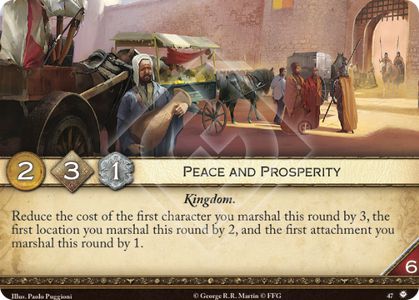 2 3 1 PEACE AND PROSPERITY
Kingdom.
Reduce the cost of the first character you marshal this round by 3, the
first location you marshal this round by 2, and the first attachment you
marshal this round by 1.
6
Illus. Paolo Puggioni © George R.R. Martin © FFG 47